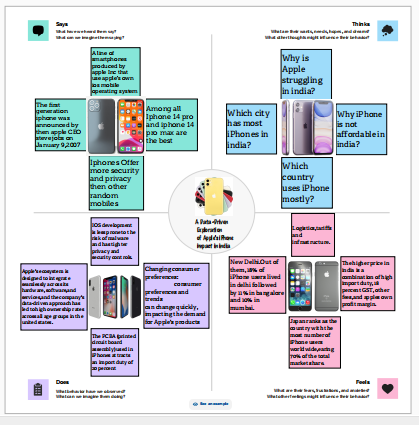 Says
What have we heard them say?
What can we imagine them saying?
Thinks
What are their wants, needs, hopes, and dreams?
What other thoughts might influence their behavior?
A line of
smartphones
produced by
apple Inc that
use apple's own
ios mobile
operating system
The first
generation
iphone was
announced by
then apple CEO
steve jobs on
January 9,2007
Among all
Iphone 14 pro
and iphone 14
pro max are
the best
Iphones Offer
more security
and privacy
then other
random
mobiles
Why is
Apple
struggling
in india?
Which city
has most
iPhones in
india?
Why iPhone
is not
affordable in
india?
Which
country
uses iPhone
mostly?
A Data-Driven
Exploration
of Apple's iPhone
Impact in India
IOS development
is less prone to the
risk of malware
and has tighter
privacy and
security controls.
Apple's ecosystem is
designed to integrate
seamlessly across its
hardware, software, and
services, and the company's
data-driven approach has
led to high ownership rates
across all age groups in the
united states.
Changing consumer
preferences:
consumer
preferences and
trends
can change quickly,
impacting the demand
for Apple's products
The PCBA (printed
circuit board
assembly) used in
iPhones attracts
an import duty of
20 percent
Logistics, tariffs
and
infrastructure.
New Delhi: Out of
them, 18% of
iPhone users lived
in delhi followed
by 11% in bangalore
and 10% in
mumbai.
The higher price in
india is a
combination of high
import duty, 18
percent GST, other
fees, and apples own
profit margin.
Japan ranks as the
country with the
most number of
iPhone users
worldwide, earing
70% of the total
market share.
Does
What behavior have we observed?
What can we imagine them doing?
Feels
What are their fears, frustrations, and anxieties?
What other feelings might influence their behavior?
See an example